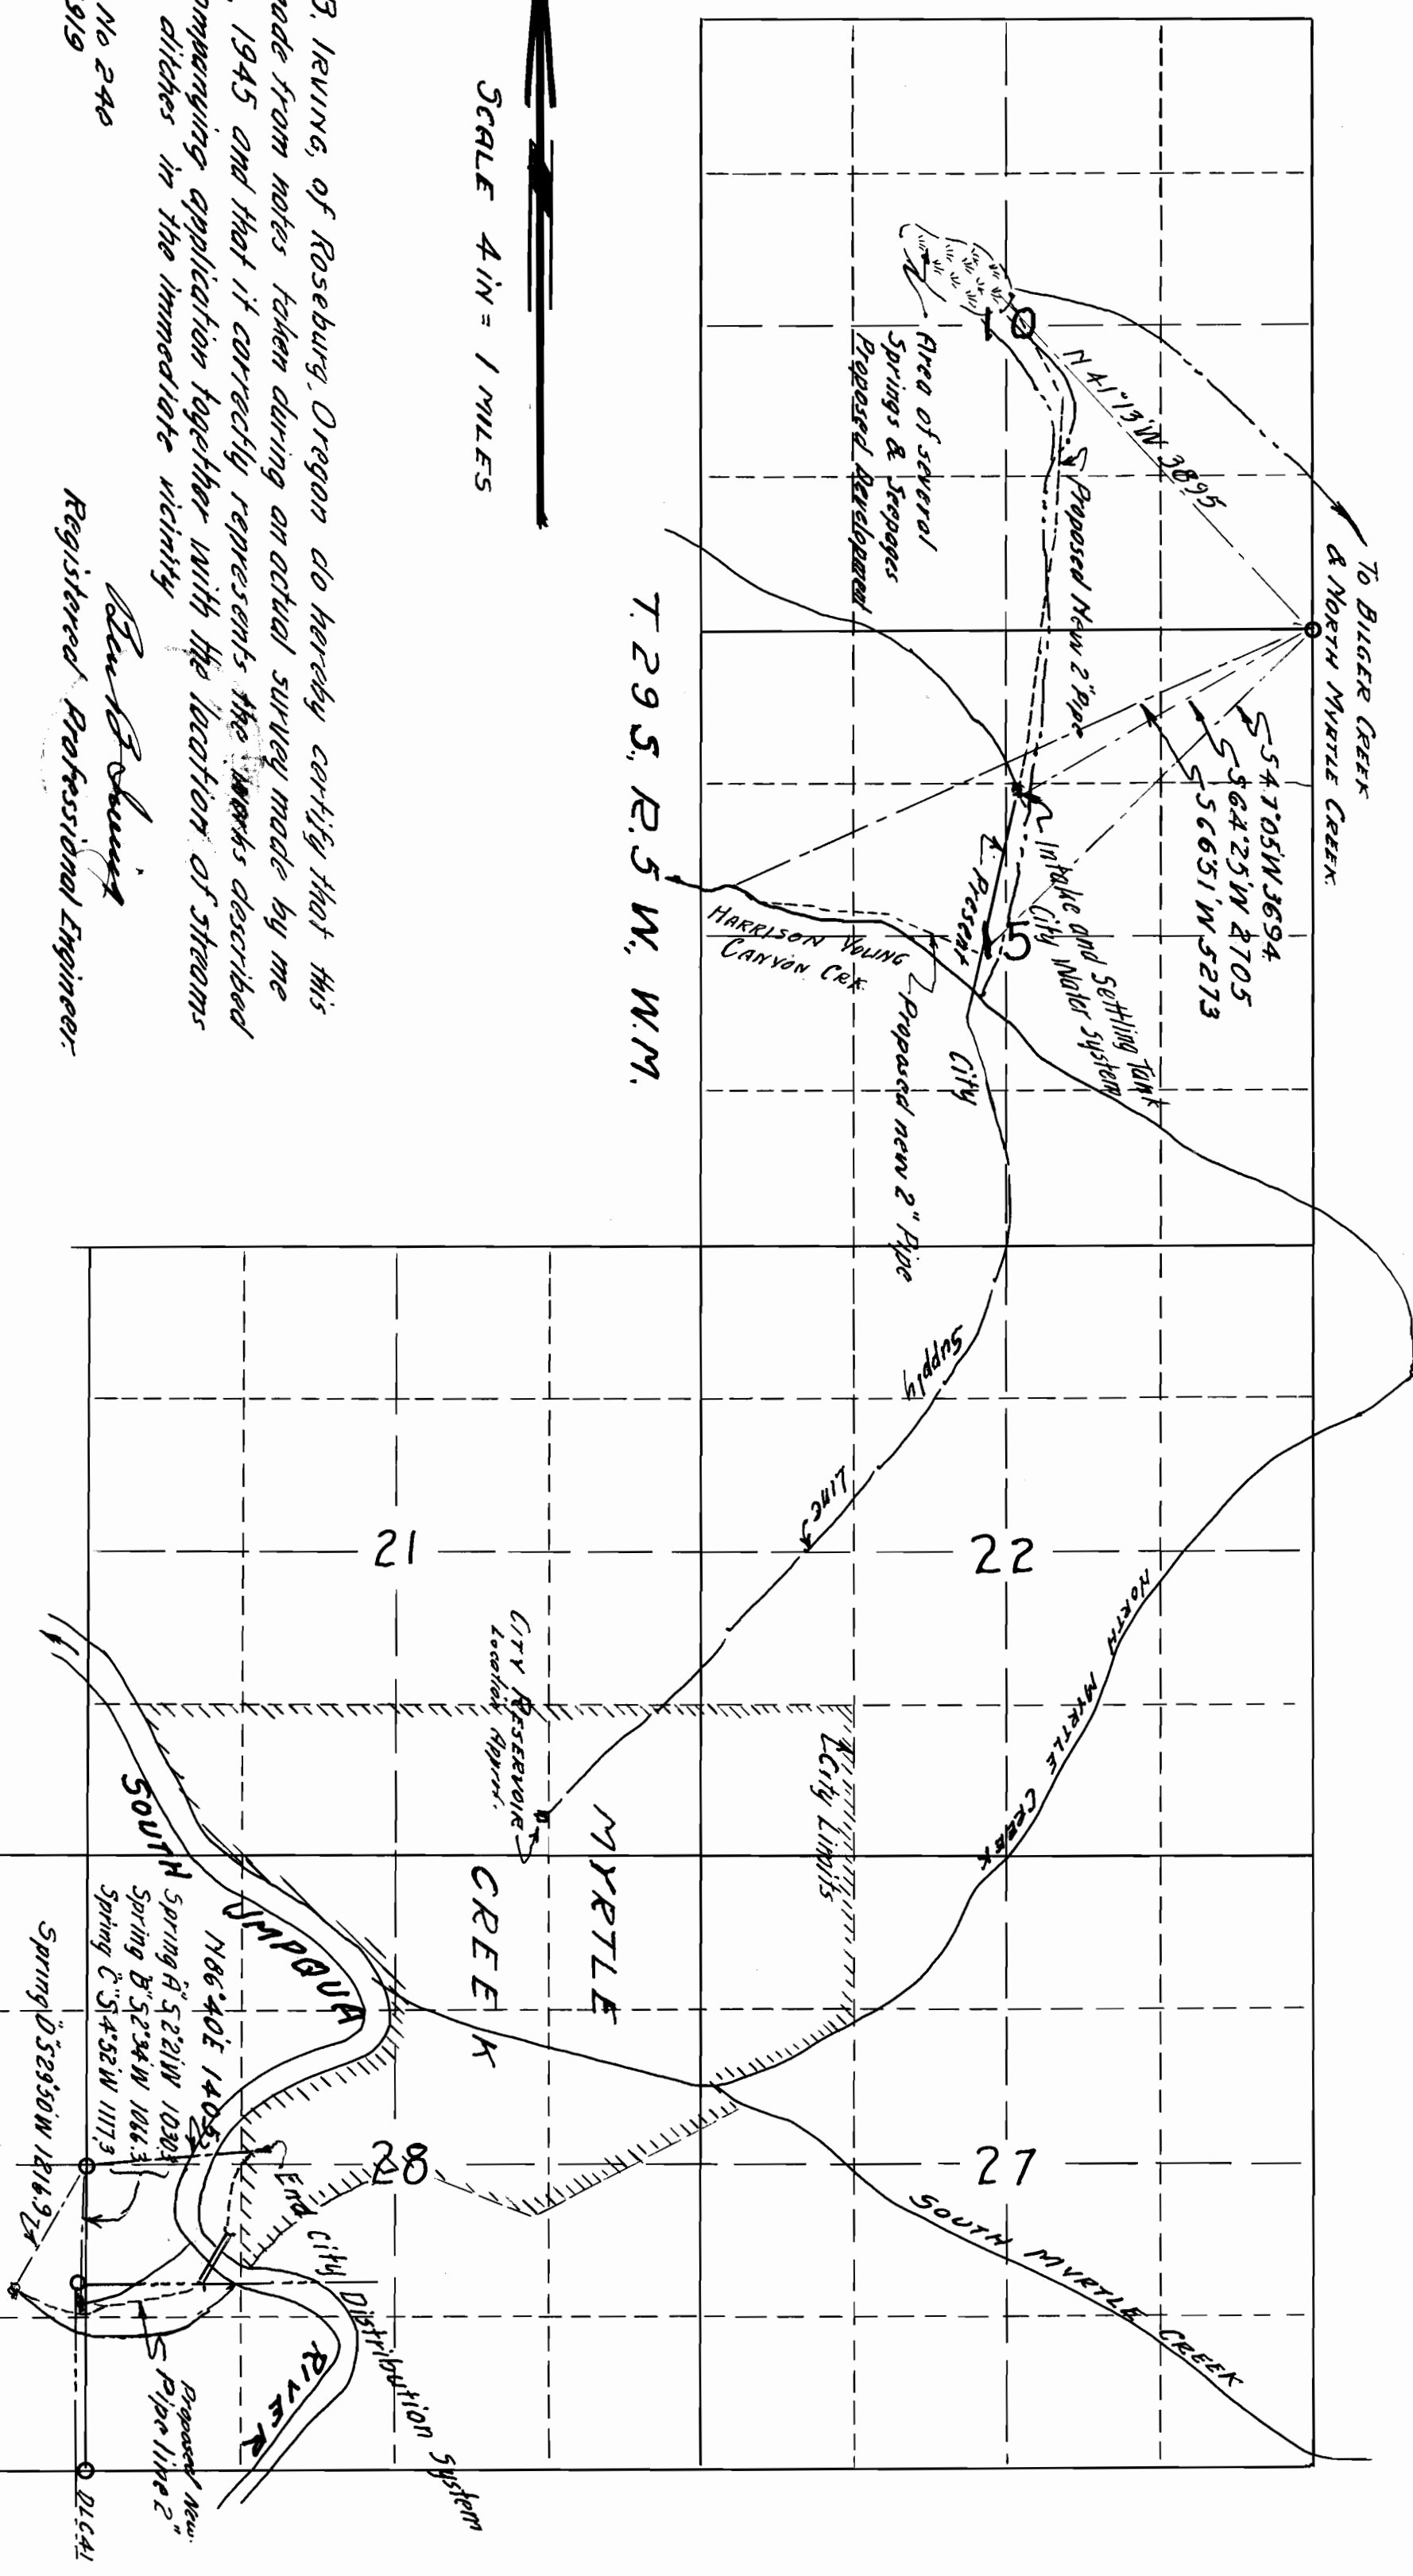 To BILGER CREEK
& NORTH MYRTLE CREEK.
N 41°13'W 3895
S 47°05'W 3694
S 64°25'W 2705
S 66°51'W 5273
10
Proposed New 2" Pipe
Area of several
Springs & Seepages
Proposed Development
Intake and Settling Tank
City Water System
15
Present
City
Supply
Line
HARRISON YOUNG
CANYON CRK.
Proposed new 2" Pipe
T. 29 S, R. 5 W, W.M.
SCALE 4 IN = 1 MILES
22
21
NORTH MYRTLE CREEK
City Limits
CITY RESERVOIR
Location Approx.
MYRTLE
CREEK
27
28
SOUTH MYRTLE CREEK
SOUTH UMPQUA
RIVER
N86°40'E 1405
Spring "A" S 2°21'W 1030.3
Spring "B" S 2°34'W 1066.3
Spring "C" S 4°52'W 1117.3
Spring "D" S 29°50'W 1216.9
End City Distribution System
Proposed New
Pipe line 2"
DLC 41
B. IRVING, of Roseburg, Oregon do hereby certify that this
made from notes taken during an actual survey made by me
1945 and that it correctly represents the works described
ompanying application together with the location of streams
ditches in the immediate vicinity
Registered Professional Engineer.
No 240
919